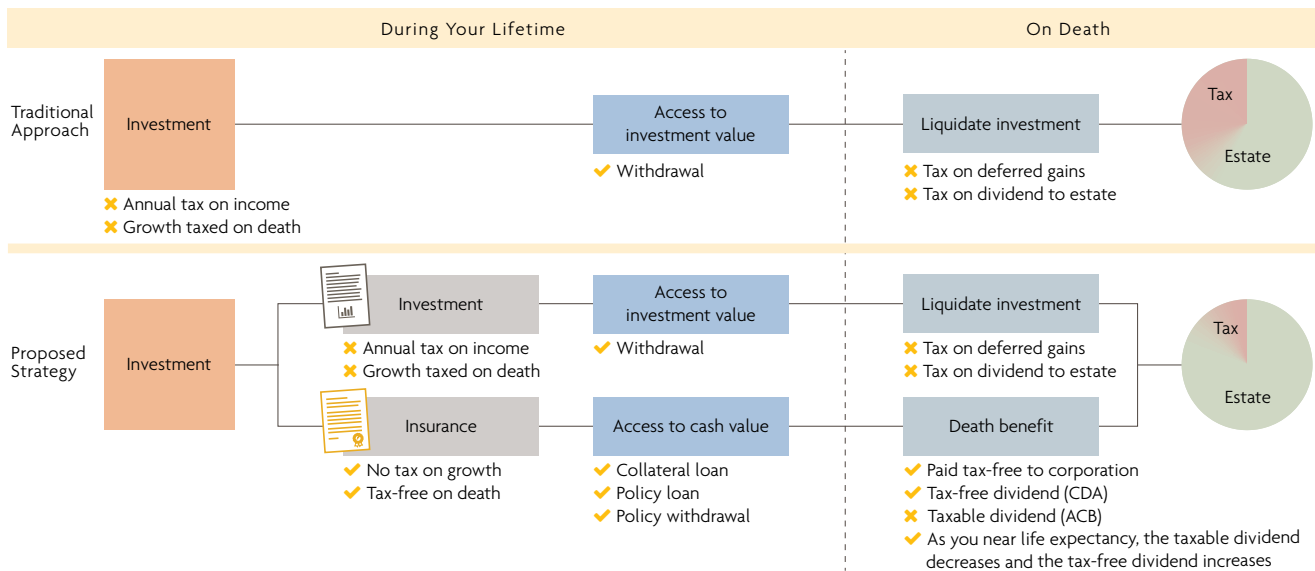 During Your Lifetime
On Death
Traditional
Approach
Investment
Annual tax on income
Growth taxed on death
Access to
investment value
Withdrawal
Liquidate investment
Tax on deferred gains
Tax on dividend to estate
Tax
Estate
Proposed
Strategy
Investment
Investment
Annual tax on income
Growth taxed on death
Access to
investment value
Withdrawal
Liquidate investment
Tax on deferred gains
Tax on dividend to estate
Insurance
No tax on growth
Tax-free on death
Access to cash value
Collateral loan
Policy loan
Policy withdrawal
Death benefit
Paid tax-free to corporation
Tax-free dividend (CDA)
Taxable dividend (ACB)
As you near life expectancy, the taxable dividend
decreases and the tax-free dividend increases
Tax
Estate